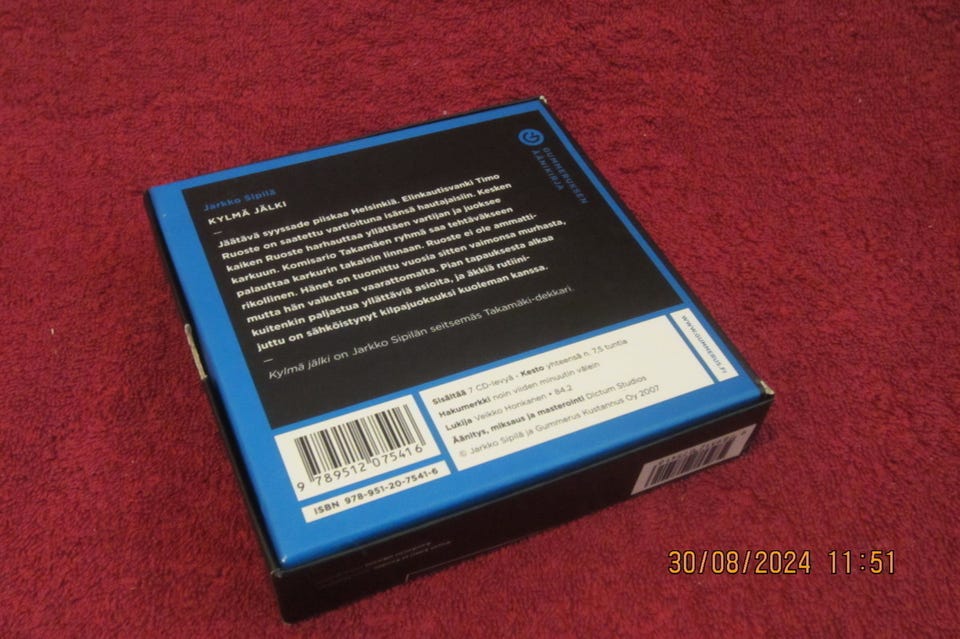 GUMMERUKSEN
ÄÄNIKIRJA
Jarkko Sipilä
KYLMÄ JÄLKI
—
Jäätävä syyssade piiskaa Helsinkiä. Elinkautisvanki Timo
Ruoste on saatettu vartioituna isänsä hautajaisiin. Kesken
kaiken Ruoste harhauttaa yllättäen vartijan ja juoksee
karkuun. Komisario Takamäen ryhmä saa tehtäväkseen
palauttaa karkurin takaisin linnaan. Ruoste ei ole ammatti-
rikollinen. Hänet on tuomittu vuosia sitten vaimonsa murhasta,
mutta hän vaikuttaa vaarattomalta. Pian tapauksesta alkaa
kuitenkin paljastua yllättäviä asioita, ja äkkiä rutiini-
juttu on sähköistynyt kilpajuoksuksi kuoleman kanssa.
—
Kylmä jälki on Jarkko Sipilän seitsemäs Takamäki-dekkari.
WWW.GUMMERUS.FI
Sisältää 7 CD-levyä • Kesto yhteensä n. 7,5 tuntia
Hakumerkki noin viiden minuutin välein
Lukija Veikko Honkanen • 84.2
Äänitys, miksaus ja masterointi Dictum Studios
© Jarkko Sipilä ja Gummerus Kustannus Oy 2007
9 789512 075416
ISBN 978-951-20-7541-6
30/08/2024 11:51